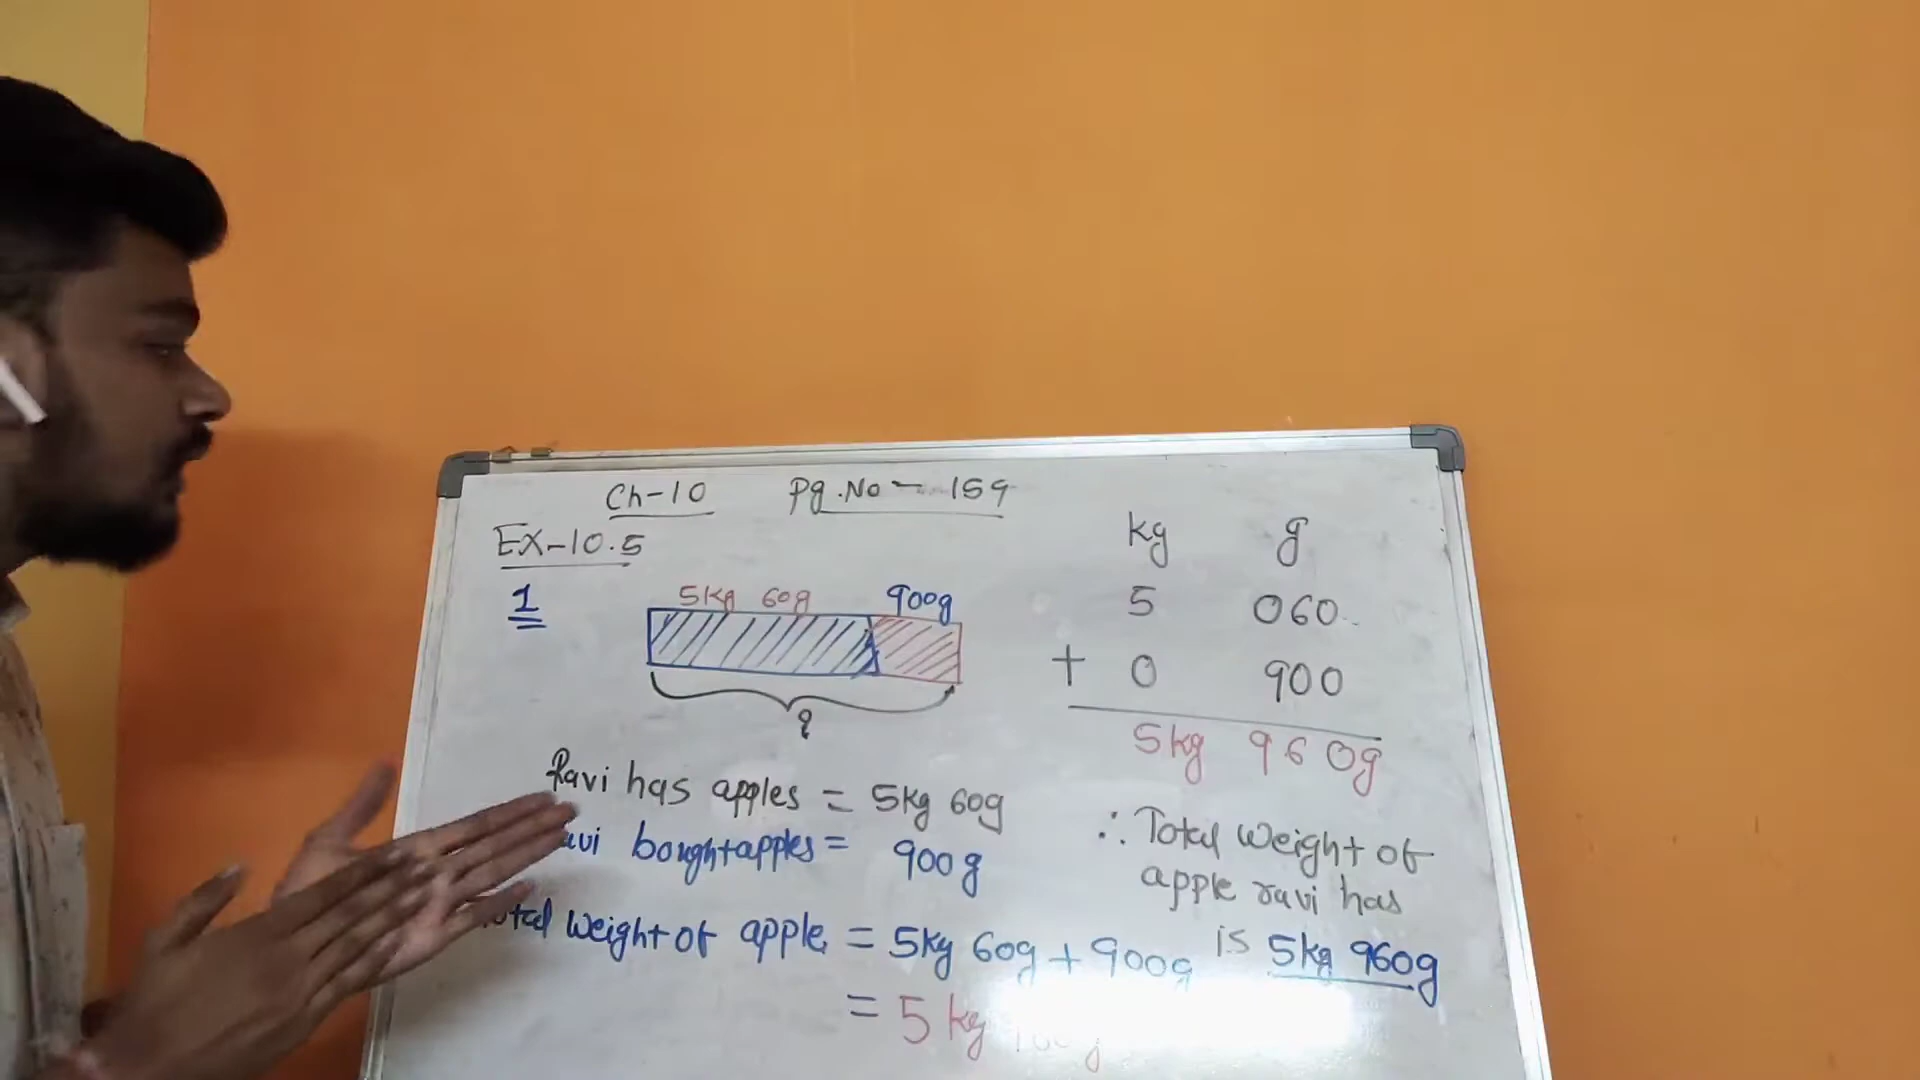 Ch-10 Pg.No - 159
EX-10.5
1
5kg 60g 900g
?
Ravi has apples = 5kg 60g
bought apples = 900g
Total weight of apple = 5kg 60g + 900g
= 5 kg
kg g
5 060
+ 0 900
5kg 960g
∴ Total weight of
apple ravi has
is 5kg 960g